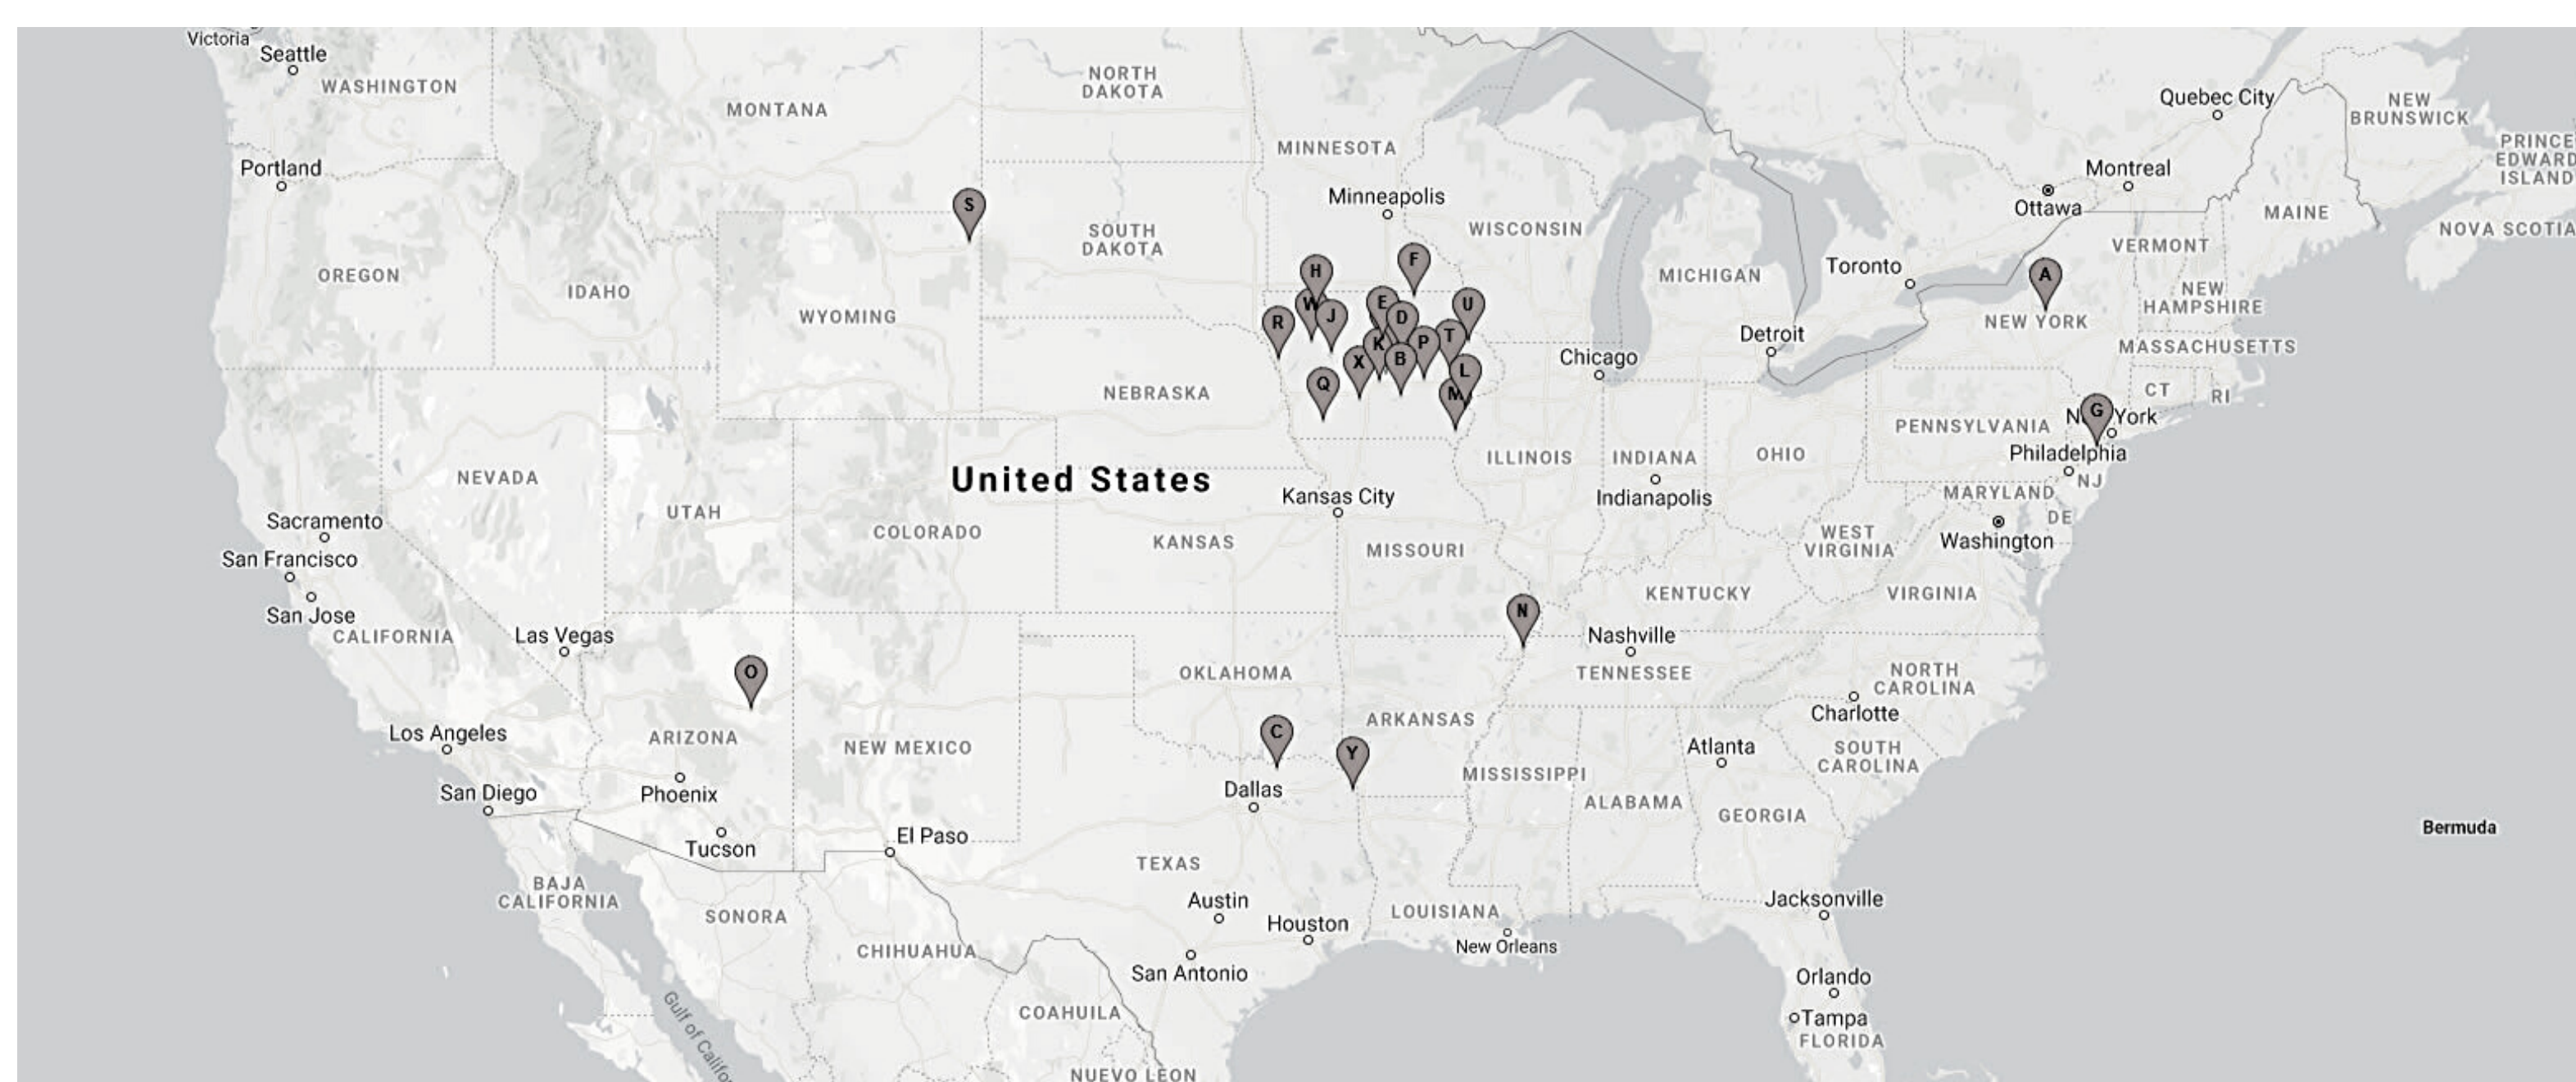 Victoria
Seattle
WASHINGTON
MONTANA
NORTH
DAKOTA
Quebec City
NEW
BRUNSWICK
PRINCE
EDWARD
ISLAND
MINNESOTA
Portland
Montreal
Minneapolis
Ottawa
S
MAINE
SOUTH
DAKOTA
WISCONSIN
NOVA SCOTIA
VERMONT
OREGON
IDAHO
H
F
MICHIGAN
Toronto
A
NEW
HAMPSHIRE
WYOMING
R
W
J
E
D
U
NEW YORK
K
P
T
Detroit
MASSACHUSETTS
X
B
L
Chicago
NEBRASKA
Q
M
CT
RI
G
PENNSYLVANIA
York
Philadelphia
NEVADA
United States
ILLINOIS
INDIANA
OHIO
NJ
Kansas City
Indianapolis
MARYLAND
DE
UTAH
Sacramento
COLORADO
KANSAS
MISSOURI
WEST
VIRGINIA
Washington
San Francisco
San Jose
KENTUCKY
VIRGINIA
CALIFORNIA
Las Vegas
N
Nashville
O
OKLAHOMA
TENNESSEE
NORTH
CAROLINA
Los Angeles
ARIZONA
NEW MEXICO
C
Y
ARKANSAS
Charlotte
Atlanta
SOUTH
CAROLINA
San Diego
Phoenix
Dallas
MISSISSIPPI
ALABAMA
GEORGIA
Bermuda
Tucson
El Paso
TEXAS
BAJA
CALIFORNIA
SONORA
Austin
Houston
LOUISIANA
Jacksonville
CHIHUAHUA
San Antonio
New Orleans
Orlando
Gulf of Califo
COAHUILA
Tampa
FLORIDA
NUEVO LEON